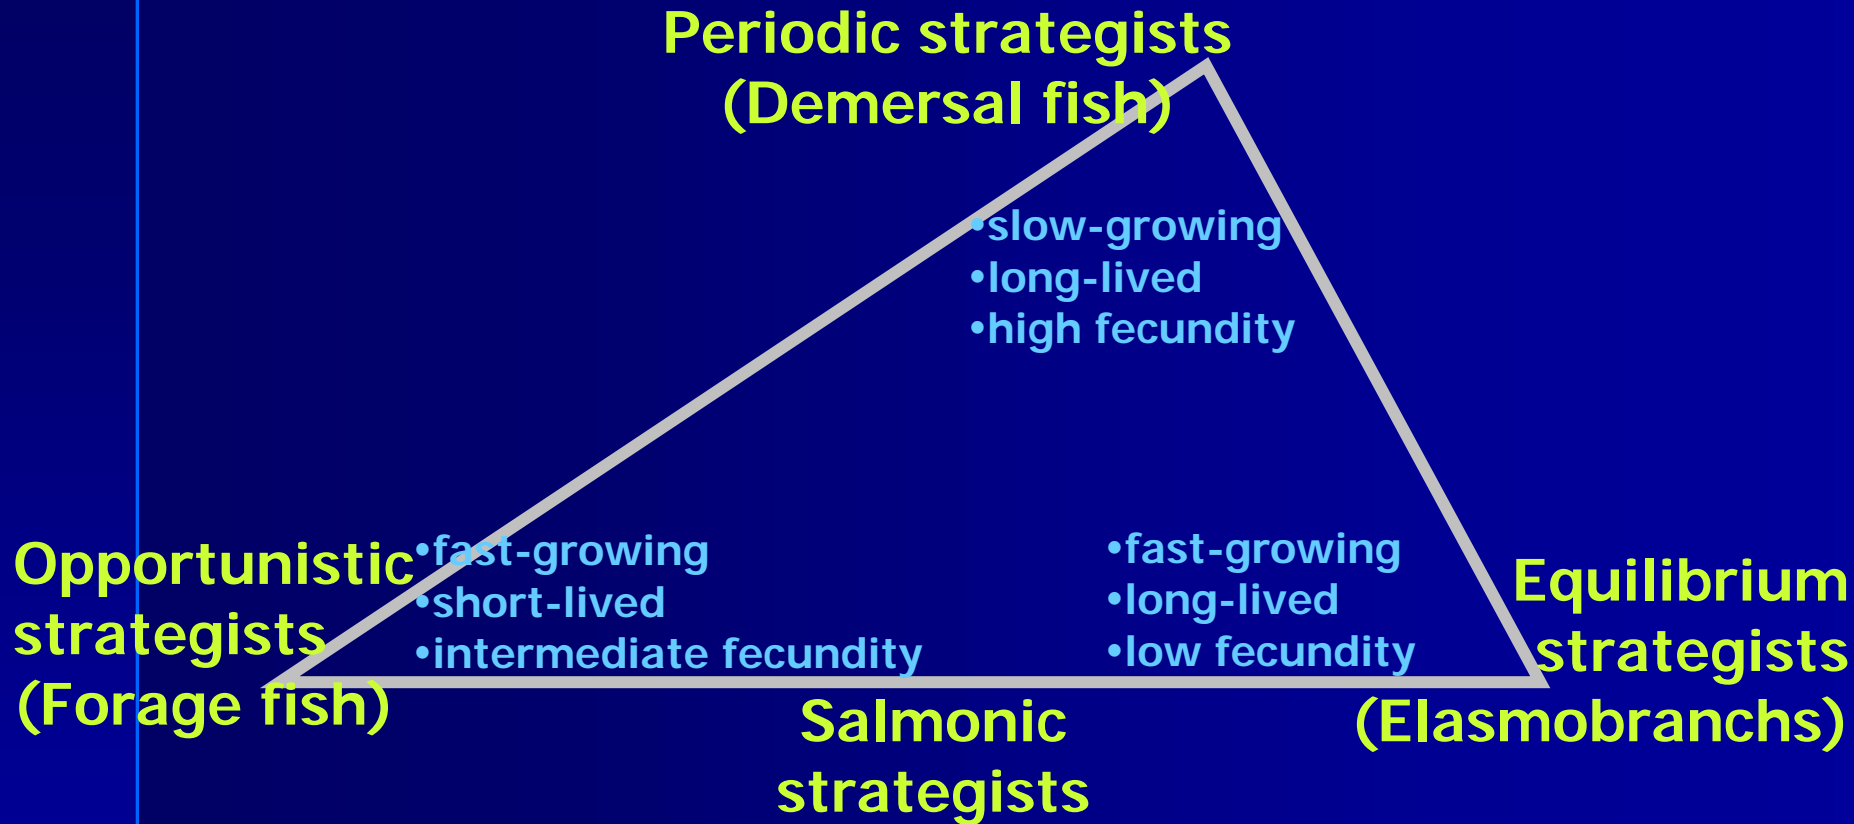 Periodic strategists
(Demersal fish)
•slow-growing
•long-lived
•high fecundity
Opportunistic
strategists
(Forage fish)
•fast-growing
•short-lived
•intermediate fecundity
•fast-growing
•long-lived
•low fecundity
Equilibrium
strategists
(Elasmobranchs)
Salmonic
strategists